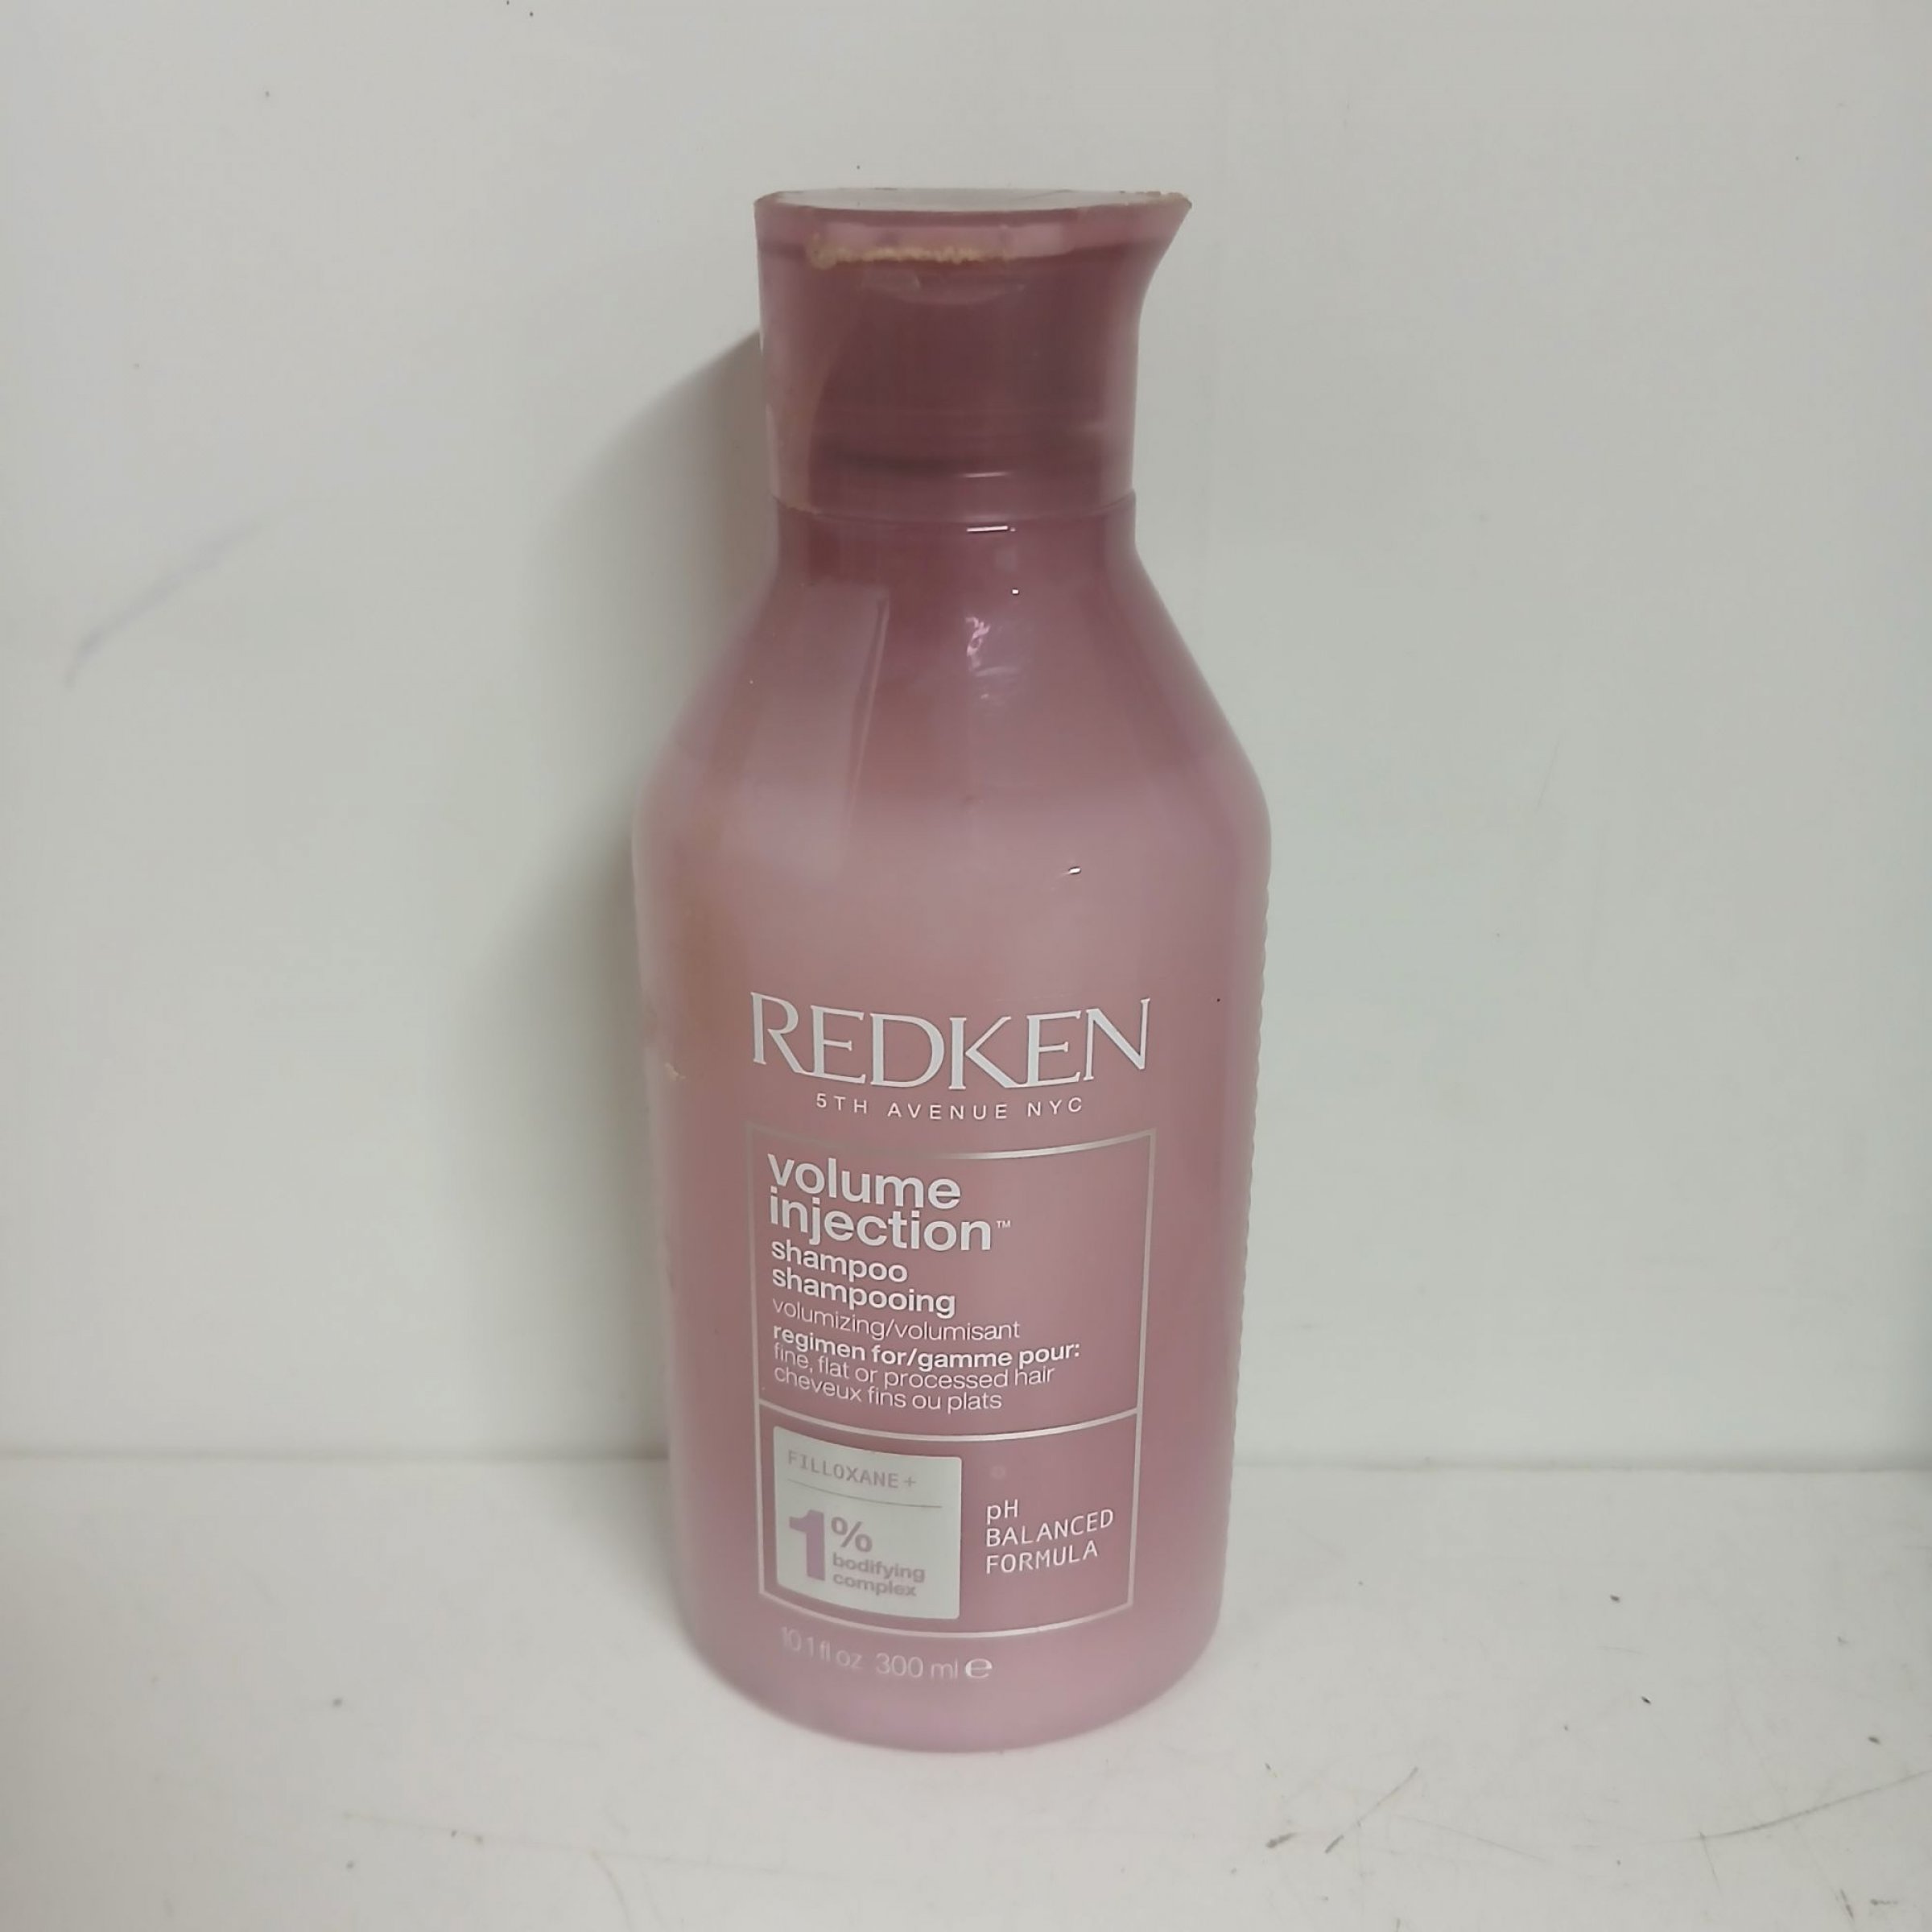 REDKEN
5TH AVENUE NYC
volume
injection™
shampoo
shampooing
volumizing/volumisant
regimen for/gamme pour:
fine, flat or processed hair
cheveux fins ou plats
FILLOXANE+
1%
bodifying
complex
pH
BALANCED
FORMULA
10.1 fl oz 300 ml ℮